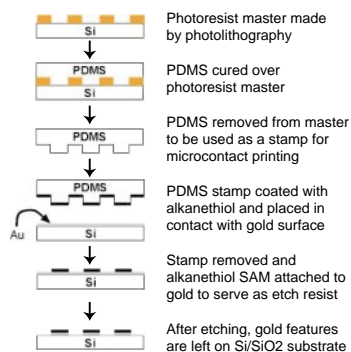 Si
Photoresist master made
by photolithography
PDMS
Si
PDMS cured over
photoresist master
PDMS
PDMS removed from master
to be used as a stamp for
microcontact printing
PDMS
Au
Si
PDMS stamp coated with
alkanethiol and placed in
contact with gold surface
Si
Stamp removed and
alkanethiol SAM attached to
gold to serve as etch resist
Si
After etching, gold features
are left on Si/SiO2 substrate